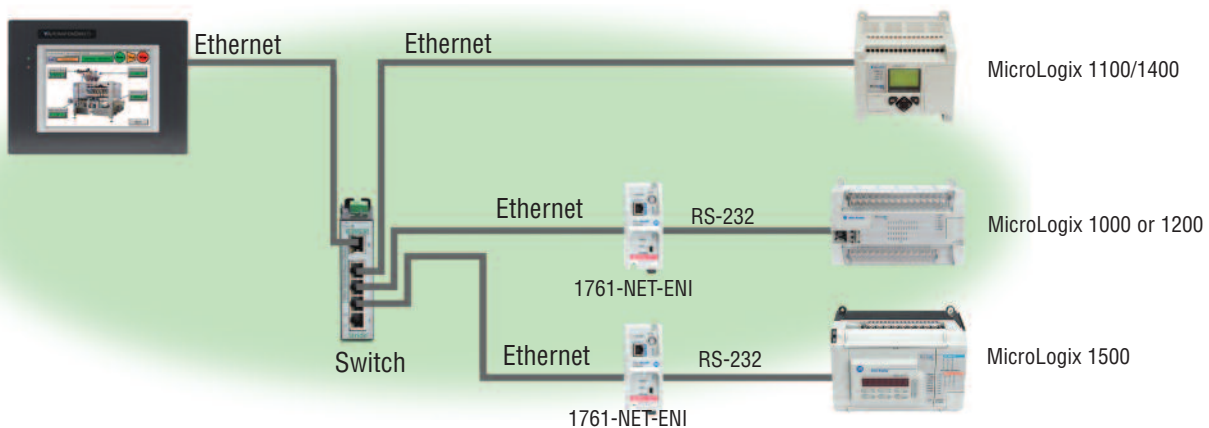 Ethernet
Ethernet
MicroLogix 1100/1400
Ethernet
RS-232
MicroLogix 1000 or 1200
1761-NET-ENI
Switch
Ethernet
RS-232
MicroLogix 1500
1761-NET-ENI